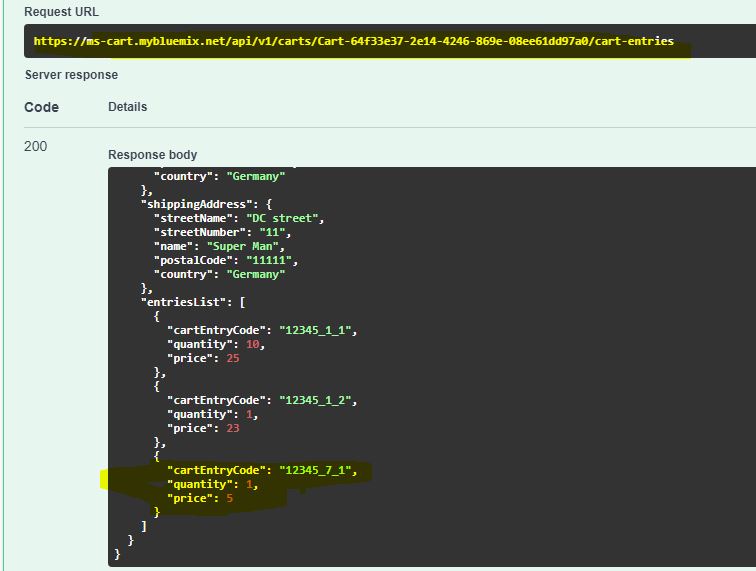 Request URL
https://ms-cart.mybluemix.net/api/v1/carts/Cart-64f33e37-2e14-4246-869e-08ee61dd97a0/cart-entries
Server response
Code Details
200
Response body
"country": "Germany"
},
"shippingAddress": {
"streetName": "DC street",
"streetNumber": "11",
"name": "Super Man",
"postalCode": "11111",
"country": "Germany"
},
"entriesList": [
{
"cartEntryCode": "12345_1_1",
"quantity": 10,
"price": 25
},
{
"cartEntryCode": "12345_1_2",
"quantity": 1,
"price": 23
},
{
"cartEntryCode": "12345_7_1",
"quantity": 1,
"price": 5
}
]
}
}